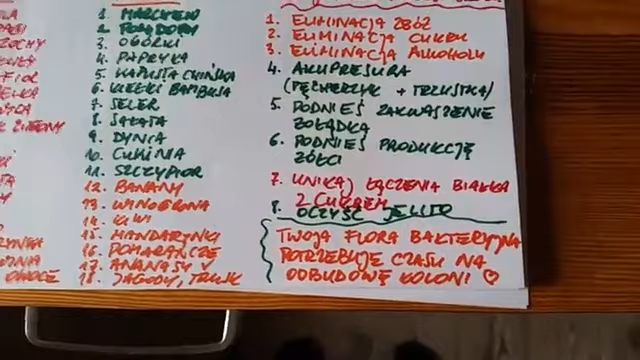 1. MARCHEW
2. POMIDORY
3. OGÓRKI
4. PAPRYKA
5. KAPUSTA CHIŃSKA
6. KIEŁKI BAMBUSA
7. SELER
8. SAŁATA
9. DYNIA
10. CUKINIA
11. SZCZYPIOR
12. BANANY
13. WINOGRONA
14. KIWI
15. MANDARYNKI
16. POMARAŃCZE
17. ANANASY
18. JAGODY, TRUSK
1. ELIMINACJA ZBÓŻ
2. ELIMINACJA CUKRU
3. ELIMINACJA ALKOHOLU
4. AKUPRESURA
(PĘCHERZYK + TRZUSTKA)
5. PODNIEŚ ZAKWASZENIE
ŻOŁĄDKA
6. PODNIEŚ PRODUKCJĘ
ŻÓŁCI
7. UNIKAJ ŁĄCZENIA BIAŁKA
Z CUKREM
8. OCZYŚĆ JELITO
TWOJA FLORA BAKTERYJNA
POTRZEBUJE CZASU NA
ODBUDOWĘ KOLONI ♡